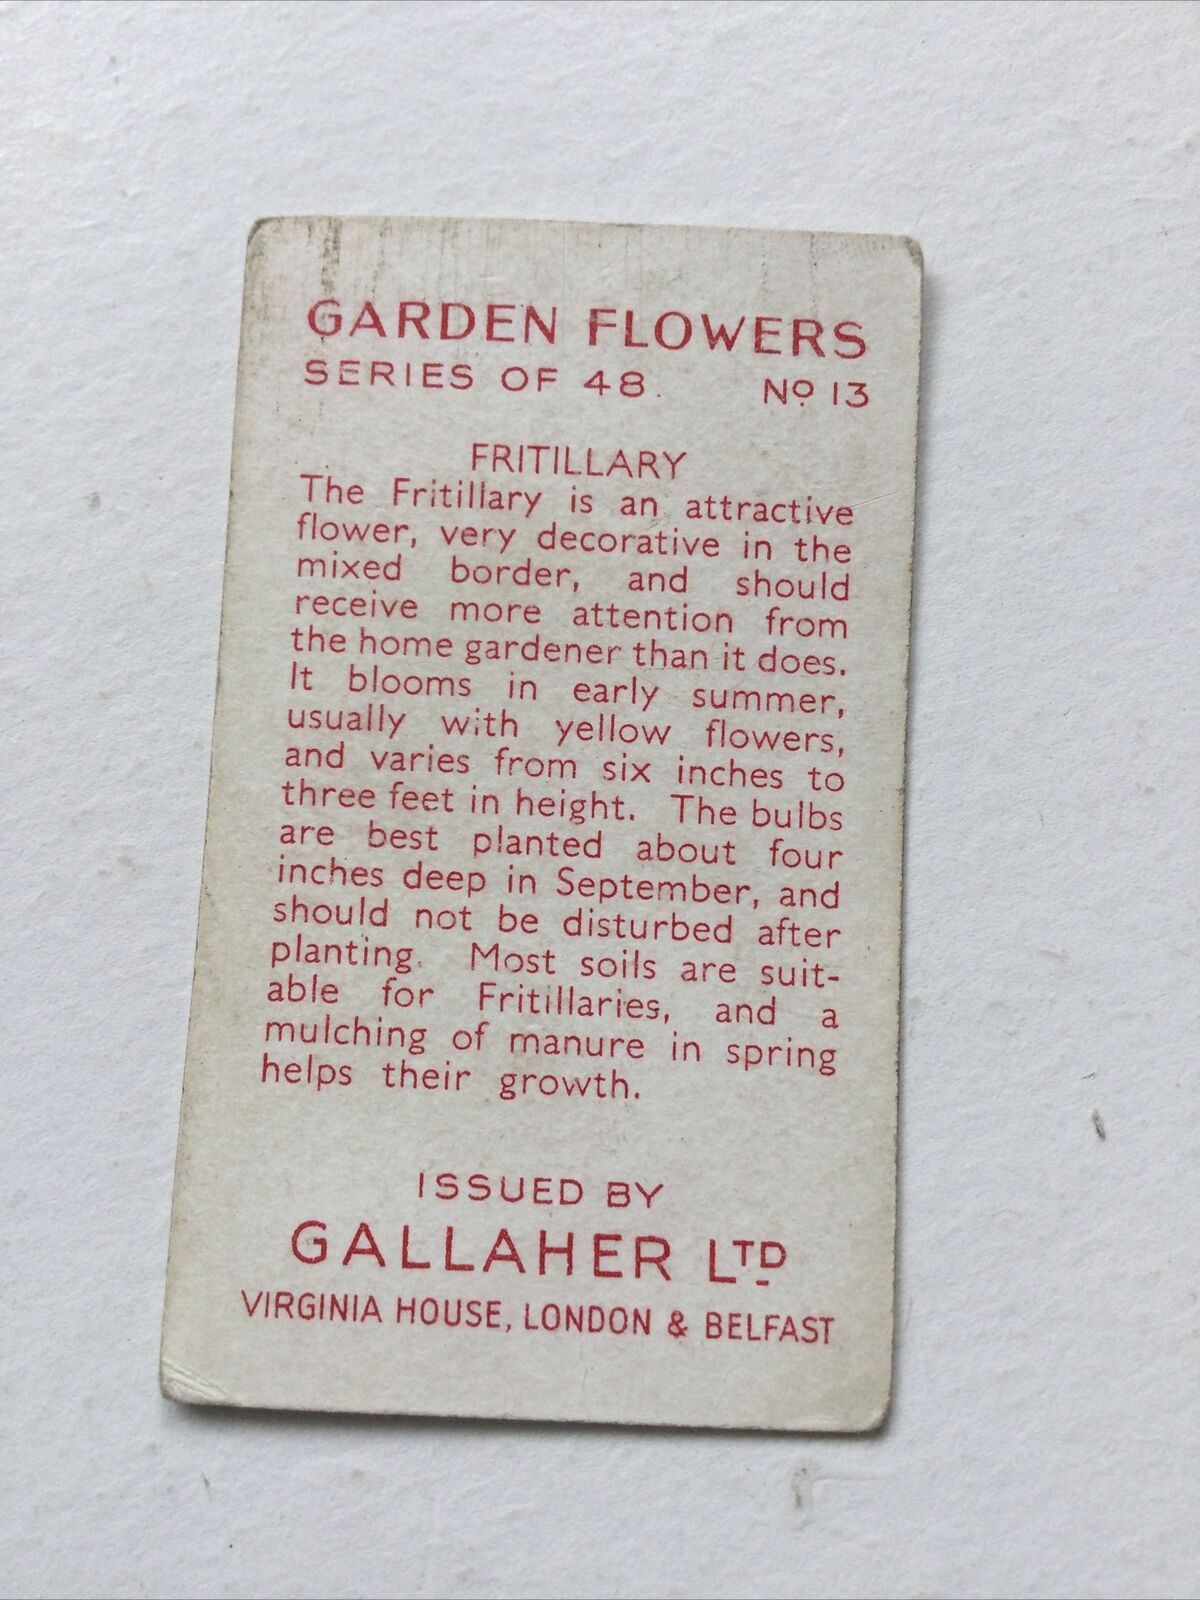 GARDEN FLOWERS
SERIES OF 48. Nº 13
FRITILLARY
The Fritillary is an attractive
flower, very decorative in the
mixed border, and should
receive more attention from
the home gardener than it does.
It blooms in early summer,
usually with yellow flowers,
and varies from six inches to
three feet in height. The bulbs
are best planted about four
inches deep in September, and
should not be disturbed after
planting. Most soils are suit-
able for Fritillaries, and a
mulching of manure in spring
helps their growth.
ISSUED BY
GALLAHER LTD
VIRGINIA HOUSE, LONDON & BELFAST